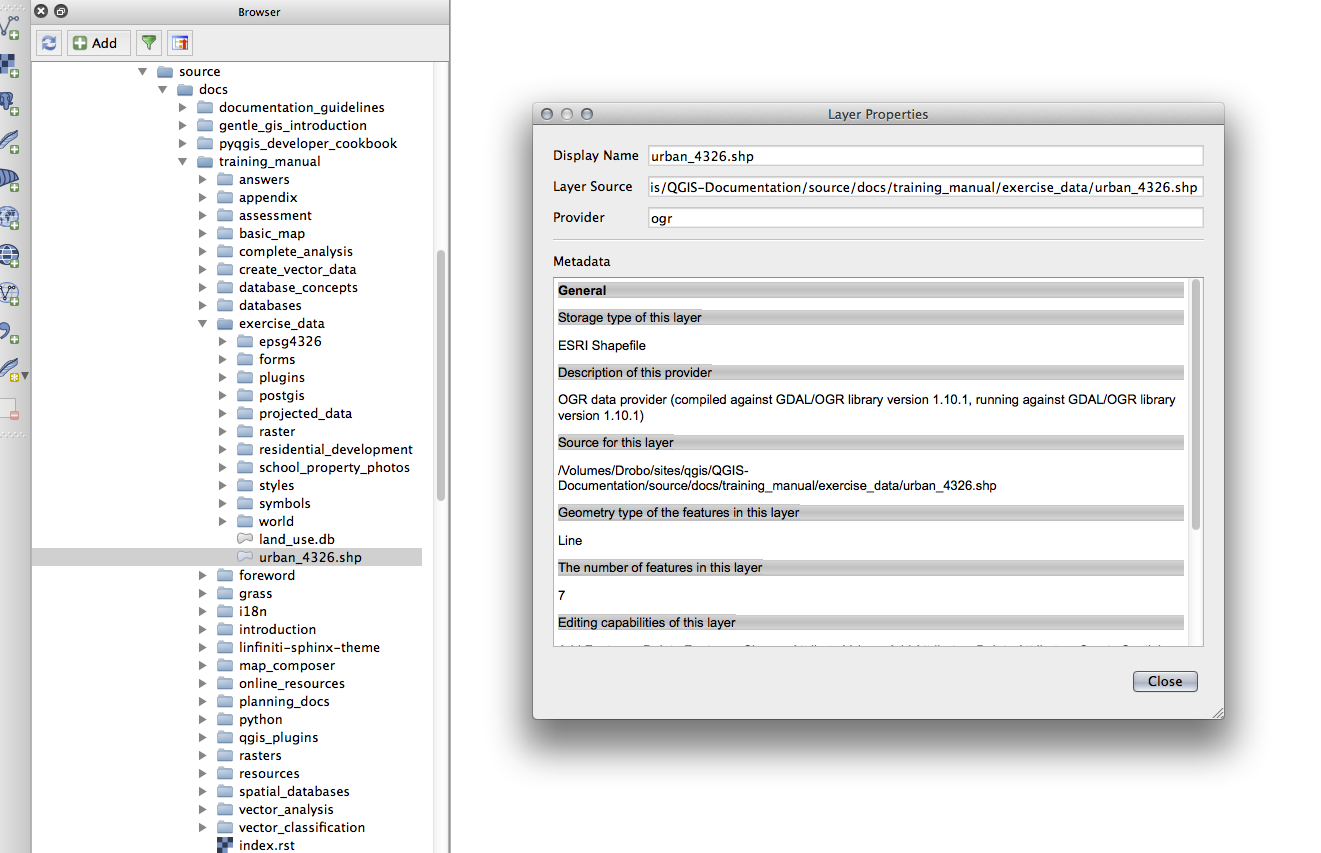 Browser
Add
source
docs
documentation_guidelines
gentle_gis_introduction
pyqgis_developer_cookbook
training_manual
answers
appendix
assessment
basic_map
complete_analysis
create_vector_data
database_concepts
databases
exercise_data
epsg4326
forms
plugins
postgis
projected_data
raster
residential_development
school_property_photos
styles
symbols
world
land_use.db
urban_4326.shp
foreword
grass
i18n
introduction
linfiniti-sphinx-theme
map_composer
online_resources
planning_docs
python
qgis_plugins
rasters
resources
spatial_databases
vector_analysis
vector_classification
index.rst
Layer Properties
Display Name urban_4326.shp
Layer Source is/QGIS-Documentation/source/docs/training_manual/exercise_data/urban_4326.shp
Provider ogr
Metadata
General
Storage type of this layer
ESRI Shapefile
Description of this provider
OGR data provider (compiled against GDAL/OGR library version 1.10.1, running against GDAL/OGR library
version 1.10.1)
Source for this layer
/Volumes/Drobo/sites/qgis/QGIS-
Documentation/source/docs/training_manual/exercise_data/urban_4326.shp
Geometry type of the features in this layer
Line
The number of features in this layer
7
Editing capabilities of this layer
Close